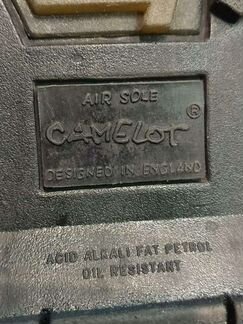 AIR SOLE
CAMELOT ®
DESIGNED IN ENGLAND
ACID ALKALI FAT PETROL
OIL RESISTANT